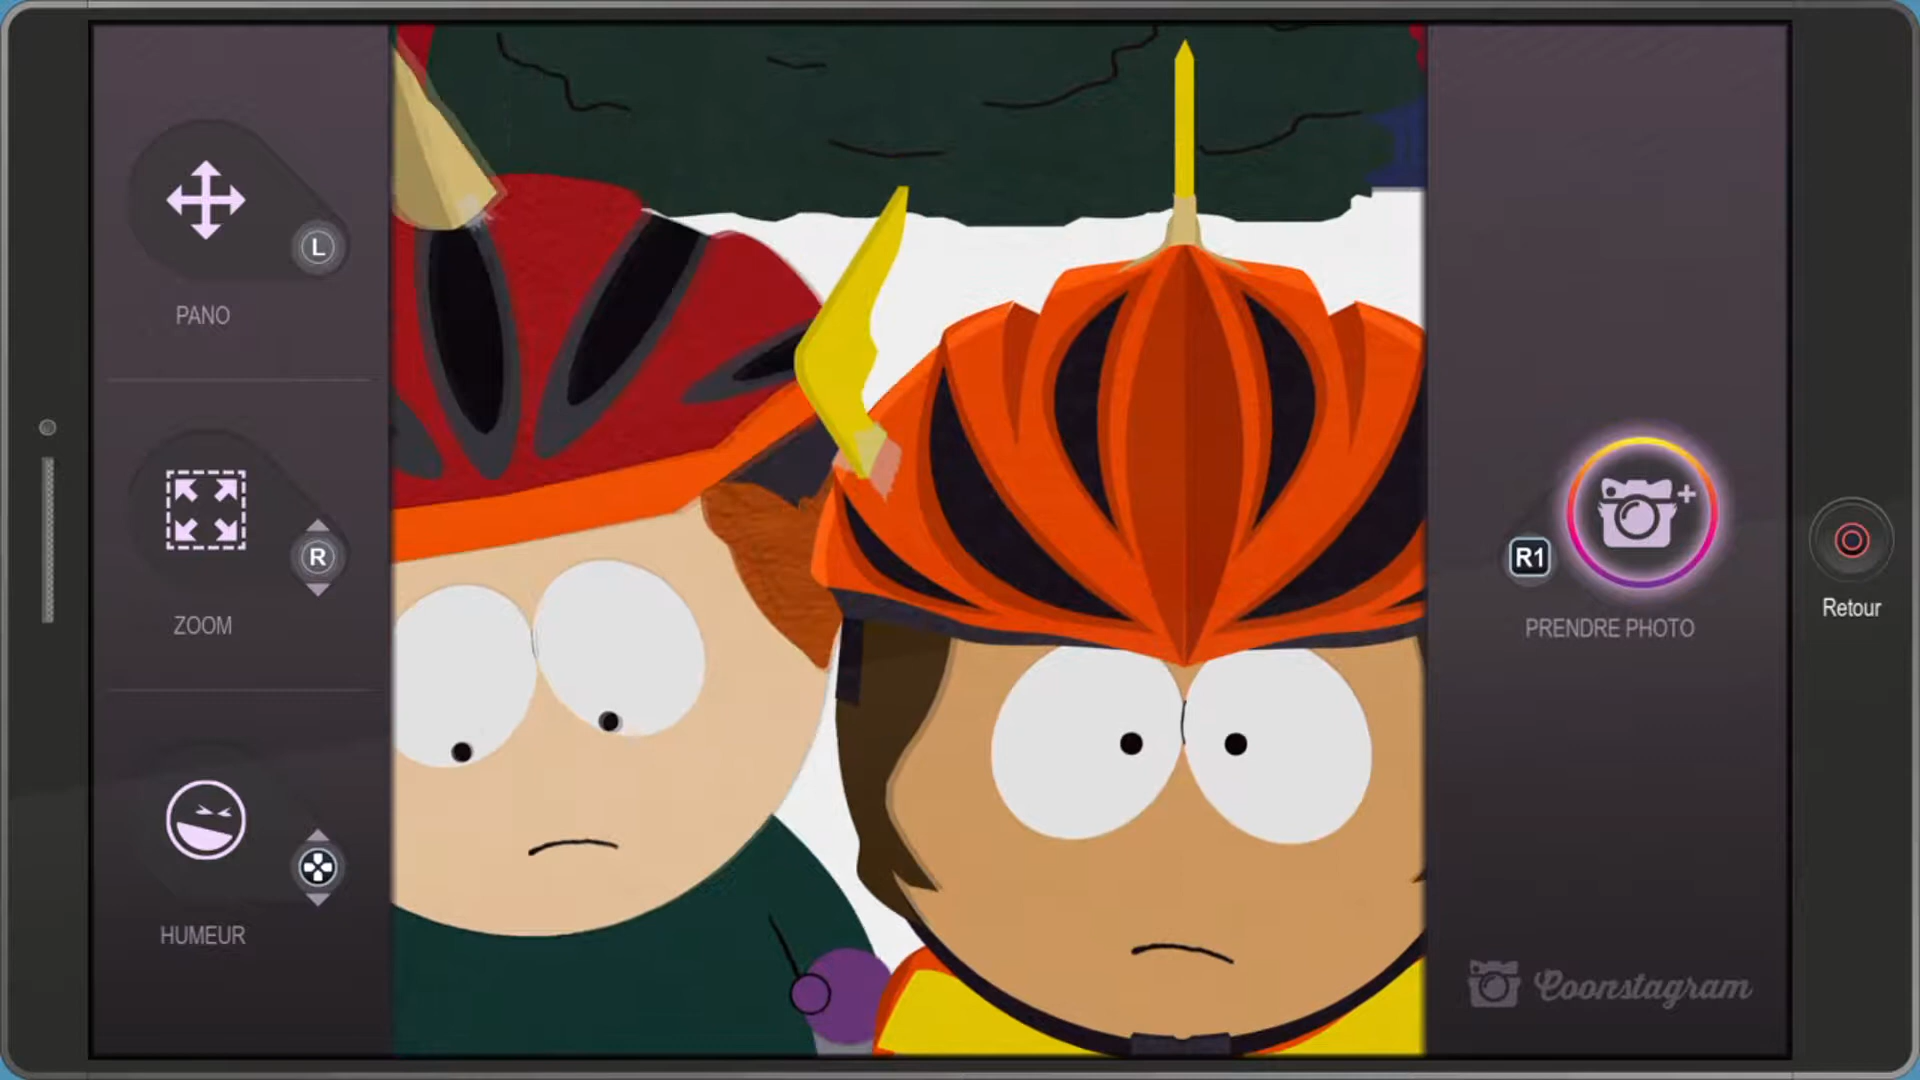 L
PANO
R
ZOOM
HUMEUR
R1
PRENDRE PHOTO
Retour
Coonstagram